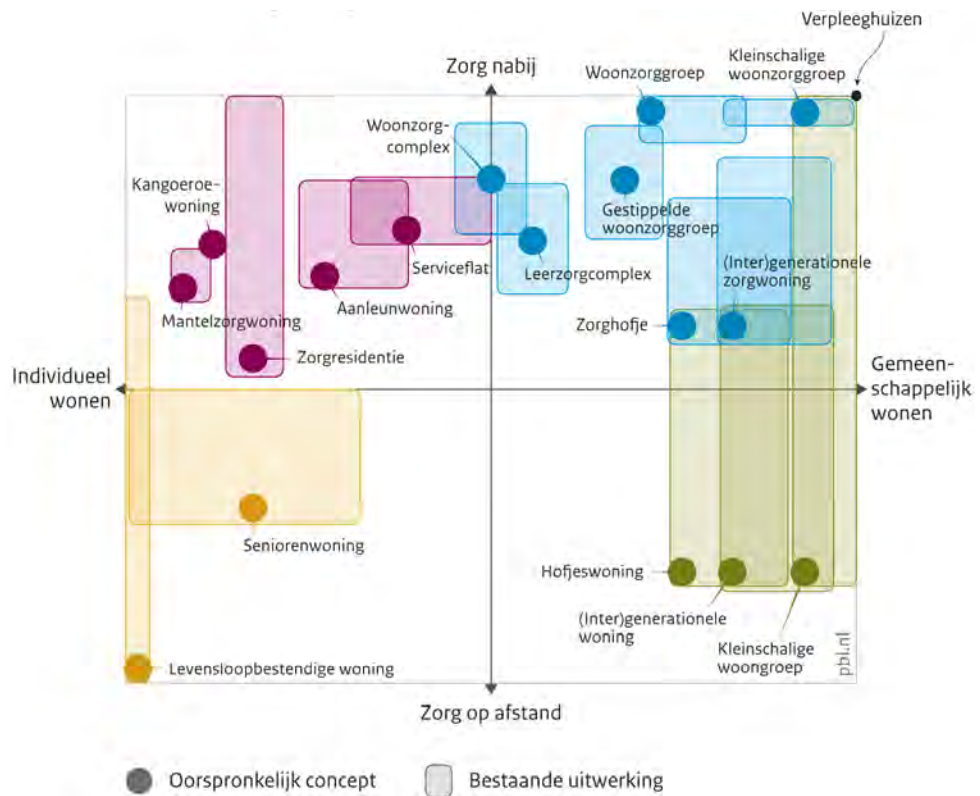 Verpleeghuizen
Zorg nabij
Woonzorggroep
Kleinschalige
woonzorggroep
Woonzorg-
complex
Kangoeroe-
woning
Gestippelde
woonzorggroep
Serviceflat
Leerzorgcomplex
(Inter)generationele
zorgwoning
Aanleunwoning
Mantelzorgwoning
Zorghofje
Zorgresidentie
Individueel
wonen
Gemeen-
schappelijk
wonen
Seniorenwoning
Hofjeswoning
(Inter)generationele
woning
Kleinschalige
woongroep
pbl.nl
Levensloopbestendige woning
Zorg op afstand
Oorspronkelijk concept
Bestaande uitwerking